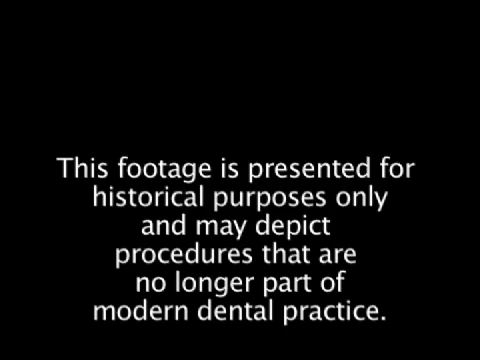 This footage is presented for
historical purposes only
and may depict
procedures that are
no longer part of
modern dental practice.